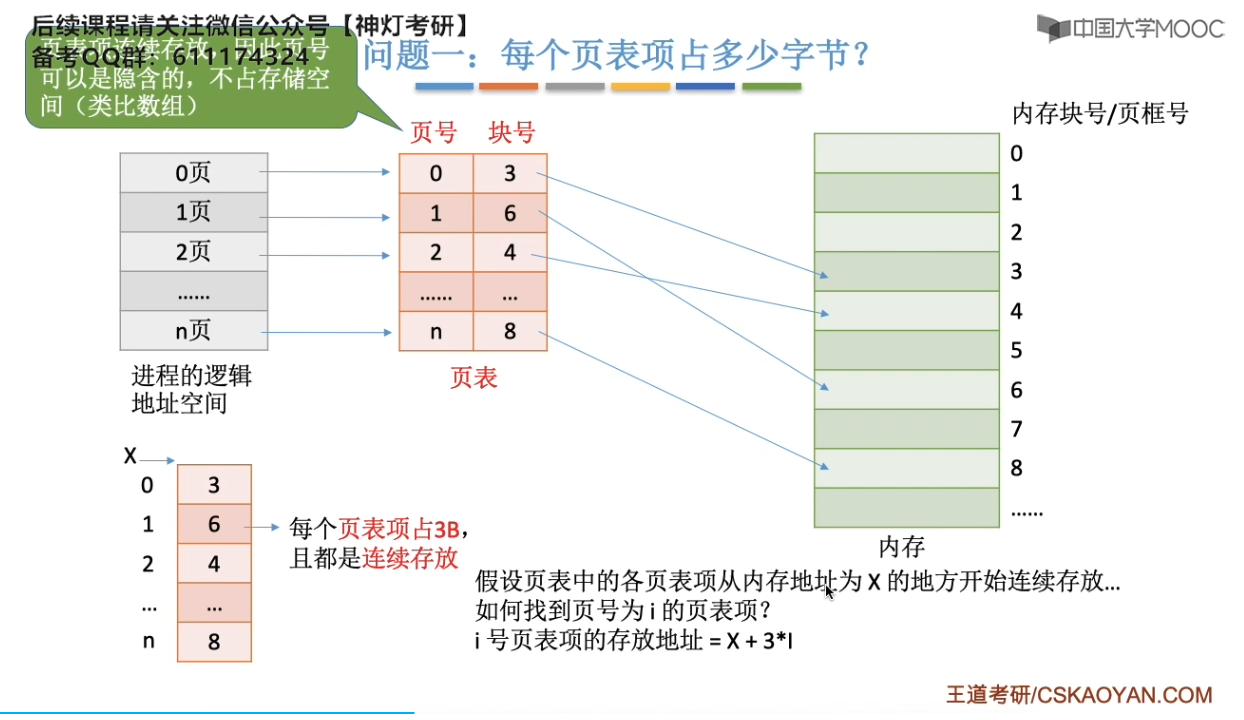 后续课程请关注微信公众号【神灯考研】
备考QQ群：611174324
页表项连续存放，因此页号
可以是隐含的，不占存储空
间（类比数组）
问题一：每个页表项占多少字节？
中国大学MOOC
内存块号/页框号
页号 块号
0页
1页
2页
......
n页
进程的逻辑
地址空间
0 3
1 6
2 4
...... ...
n 8
页表
0
1
2
3
4
5
6
7
8
......
内存
X
0 3
1 6
2 4
... ...
n 8
每个页表项占3B，
且都是连续存放
假设页表中的各页表项从内存地址为 X 的地方开始连续存放...
如何找到页号为 i 的页表项？
i 号页表项的存放地址 = X + 3*I
王道考研/CSKAOYAN.COM